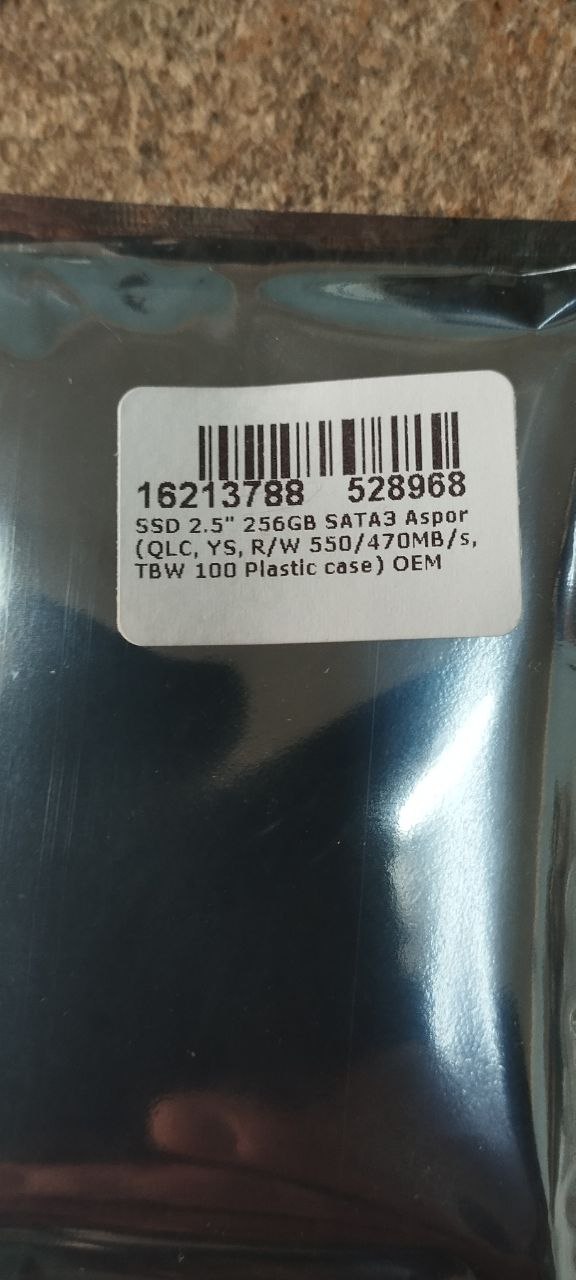 16213788 528968
SSD 2.5" 256GB SATA3 Aspor
(QLC, YS, R/W 550/470MB/s,
TBW 100 Plastic case) OEM